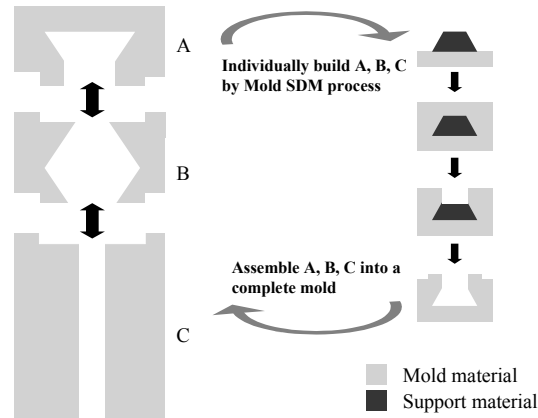 A
Individually build A, B, C
by Mold SDM process
B
Assemble A, B, C into a
complete mold
C
Mold material
Support material